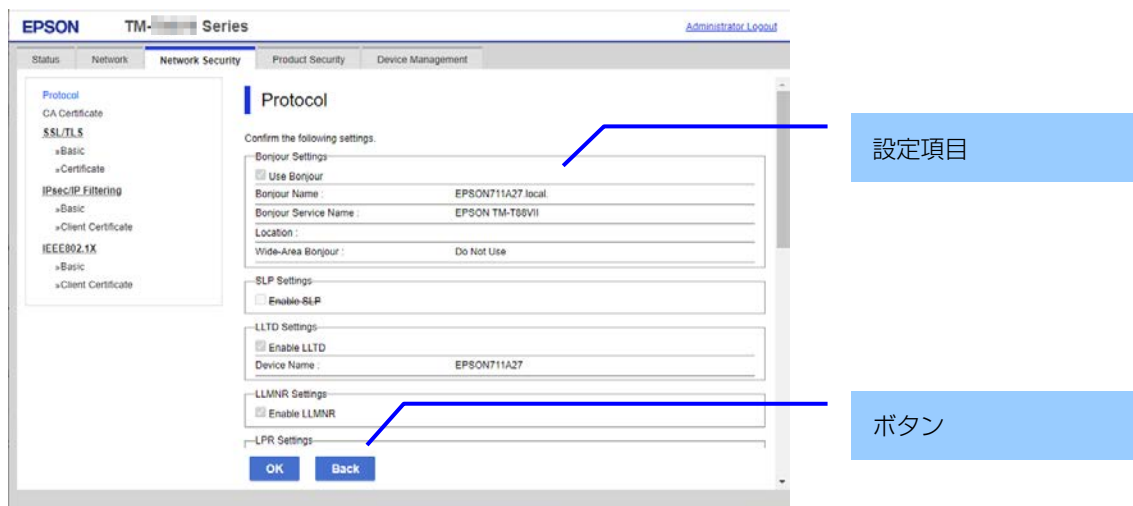 EPSON TM- Series Administrator Logout
Status Network Network Security Product Security Device Management
Protocol
CA Certificate
SSL/TLS
»Basic
»Certificate
IPsec/IP Filtering
»Basic
»Client Certificate
IEEE802.1X
»Basic
»Client Certificate
Protocol
Confirm the following settings.
Bonjour Settings
Use Bonjour
Bonjour Name : EPSON711A27.local.
Bonjour Service Name : EPSON TM-T88VII
Location :
Wide-Area Bonjour : Do Not Use
SLP Settings
Enable SLP
LLTD Settings
Enable LLTD
Device Name : EPSON711A27
LLMNR Settings
Enable LLMNR
LPR Settings
OK Back
設定項目
ボタン